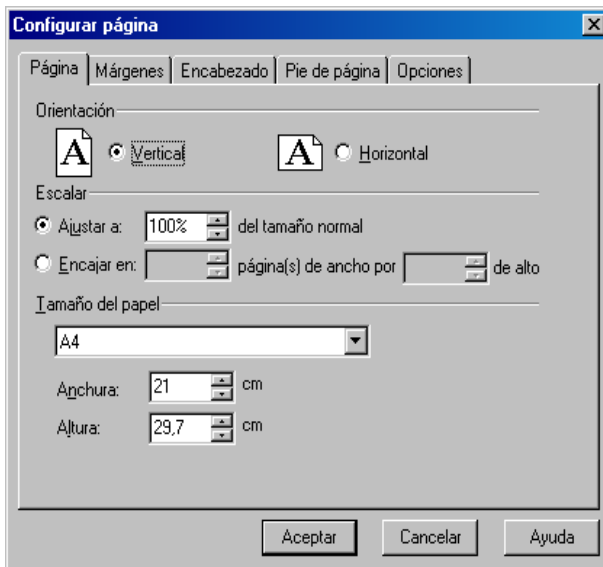 Configurar página
Página Márgenes Encabezado Pie de página Opciones
Orientación
A Vertical A Horizontal
Escalar
Ajustar a: 100% del tamaño normal
Encajar en: página(s) de ancho por de alto
Tamaño del papel
A4
Anchura: 21 cm
Altura: 29,7 cm
Aceptar Cancelar Ayuda